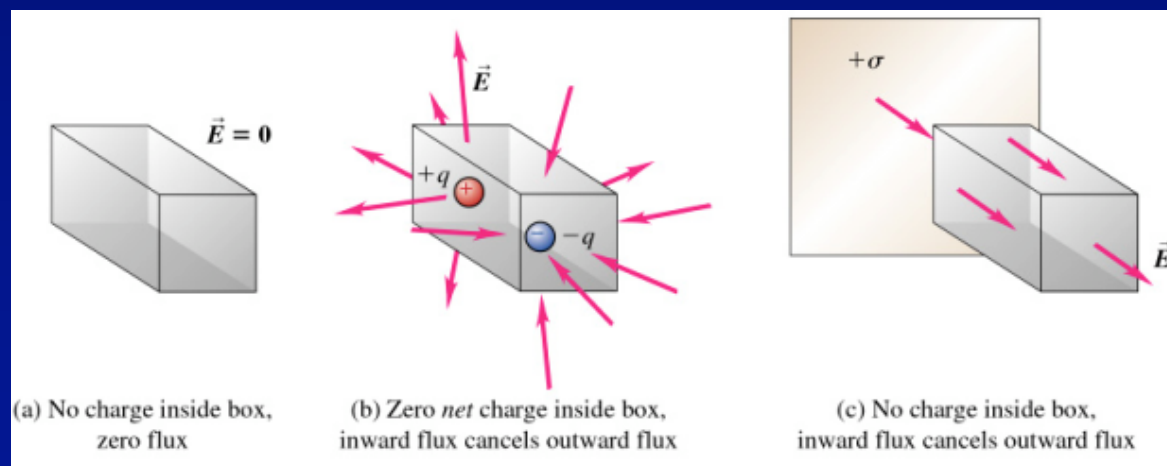 E⃗ = 0
E⃗
+q
+
−
−q
+σ
E⃗
(a) No charge inside box,
zero flux
(b) Zero net charge inside box,
inward flux cancels outward flux
(c) No charge inside box,
inward flux cancels outward flux